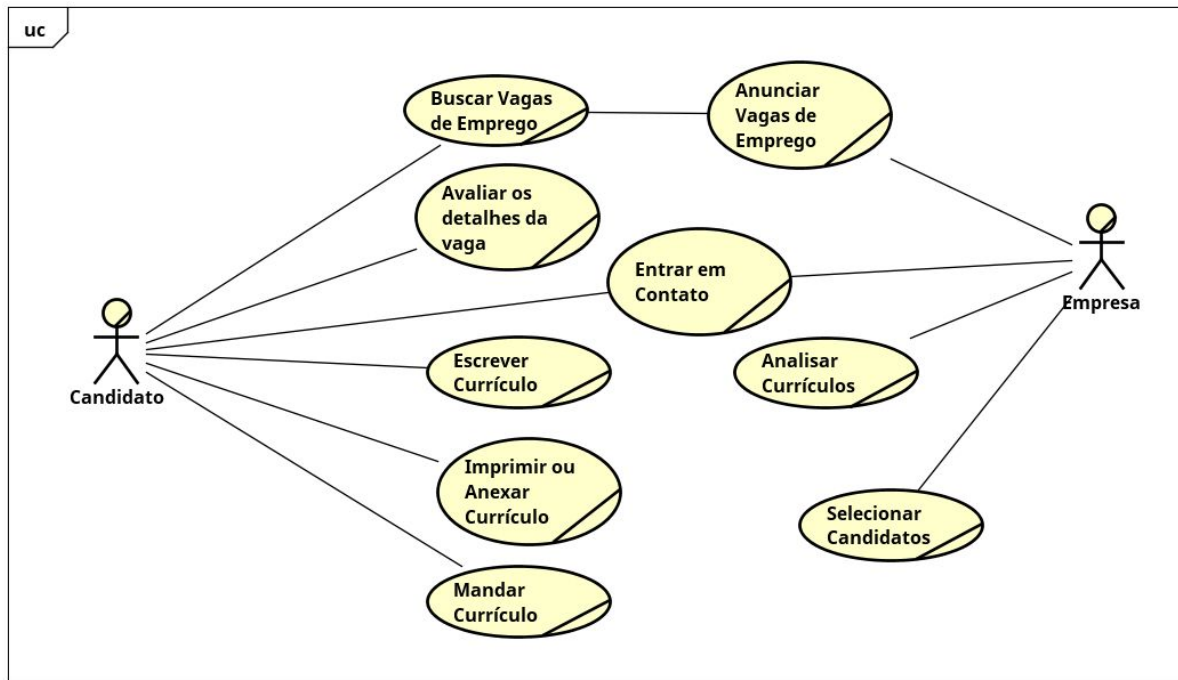 uc
Buscar Vagas
de Emprego
Anunciar
Vagas de
Emprego
Avaliar os
detalhes da
vaga
Entrar em
Contato
Empresa
Candidato
Escrever
Currículo
Analisar
Currículos
Imprimir ou
Anexar
Currículo
Selecionar
Candidatos
Mandar
Currículo